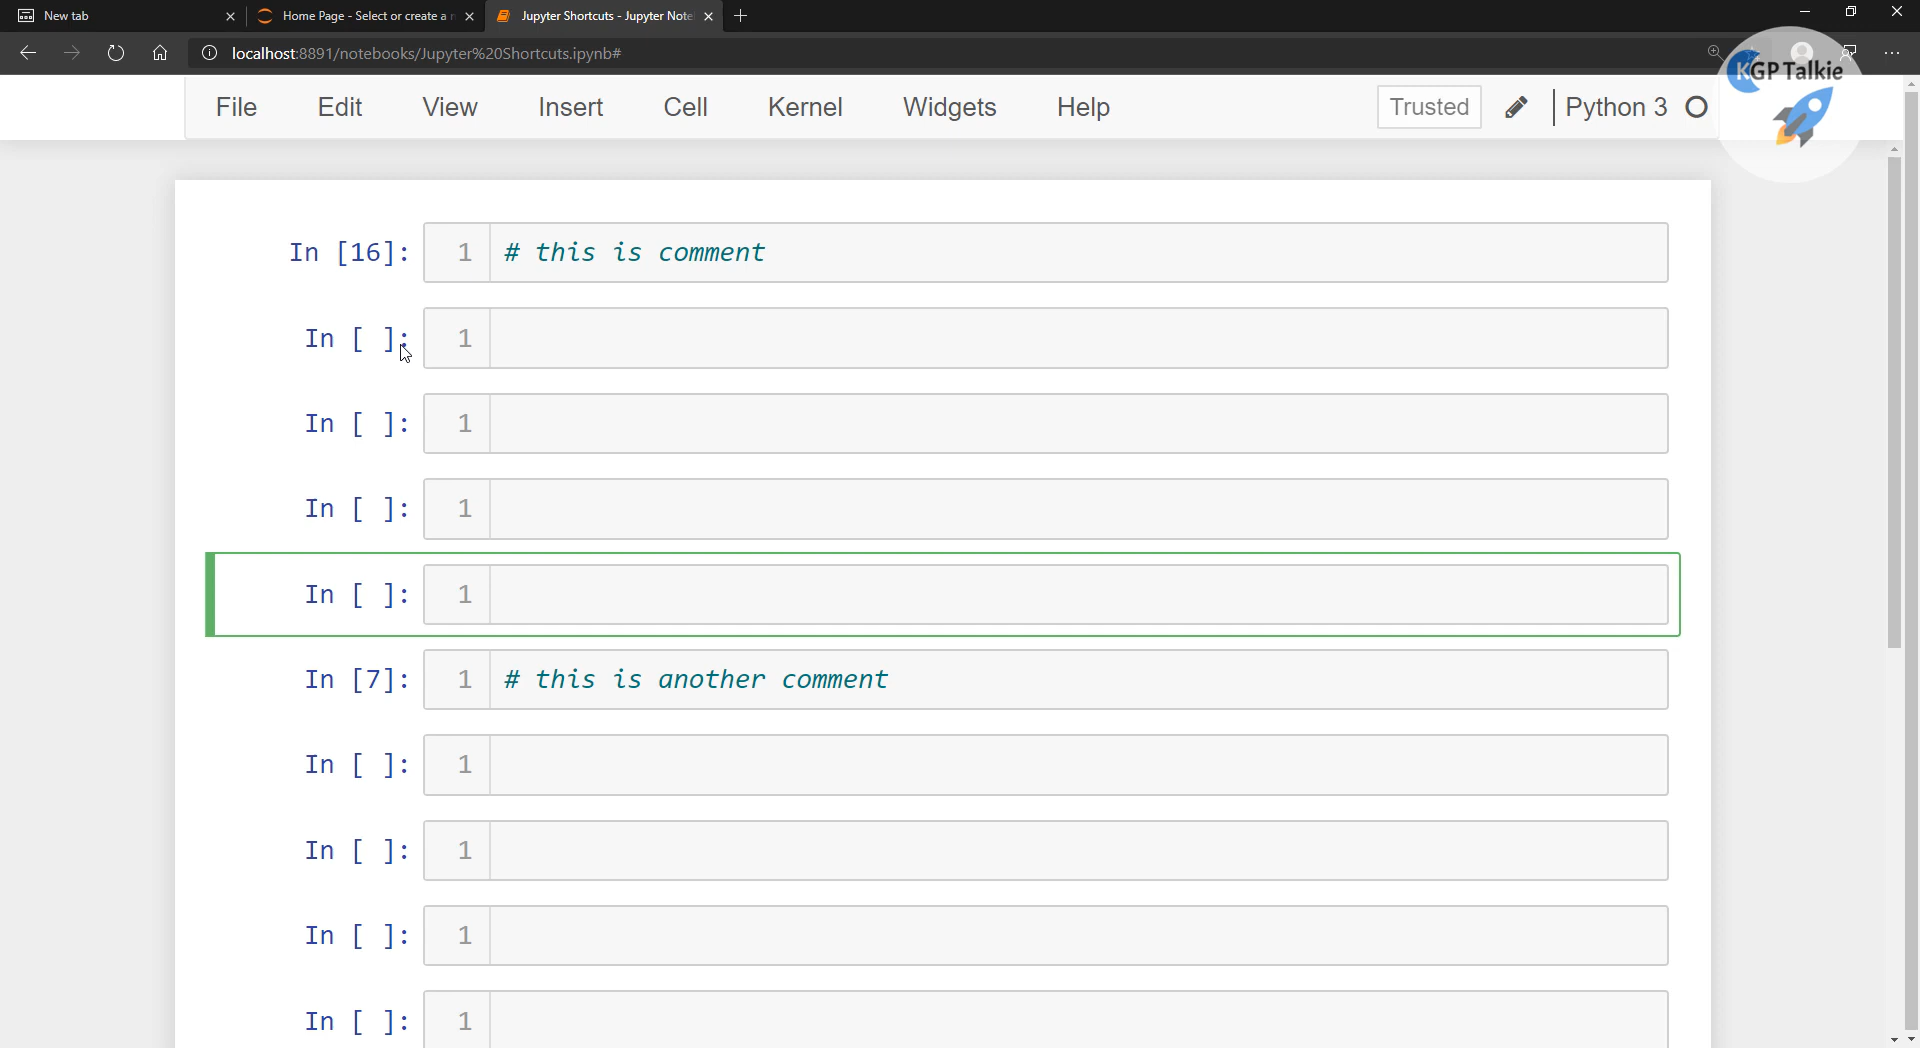 New tab
Home Page - Select or create a n
Jupyter Shortcuts - Jupyter Note
localhost:8891/notebooks/Jupyter%20Shortcuts.ipynb#
KGPTalkie
File Edit View Insert Cell Kernel Widgets Help Trusted Python 3
In [16]: 1 # this is comment
In [ ]: 1
In [ ]: 1
In [ ]: 1
In [ ]: 1
In [7]: 1 # this is another comment
In [ ]: 1
In [ ]: 1
In [ ]: 1
In [ ]: 1